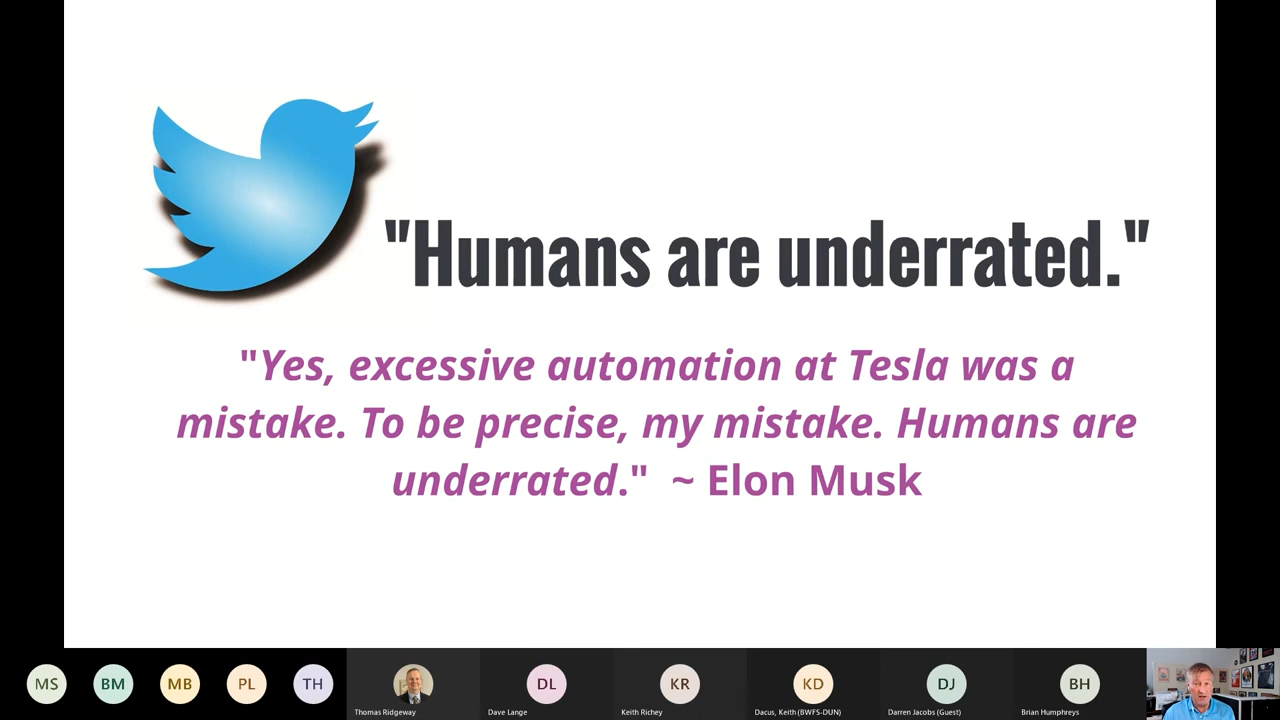 "Humans are underrated."
"Yes, excessive automation at Tesla was a
mistake. To be precise, my mistake. Humans are
underrated."  ~ Elon Musk
MS
BM
MB
PL
TH
DL
KR
KD
DJ
BH
Thomas Ridgeway
Dave Lange
Keith Richey
Dacus, Keith (BWFS-DUN)
Darren Jacobs (Guest)
Brian Humphreys